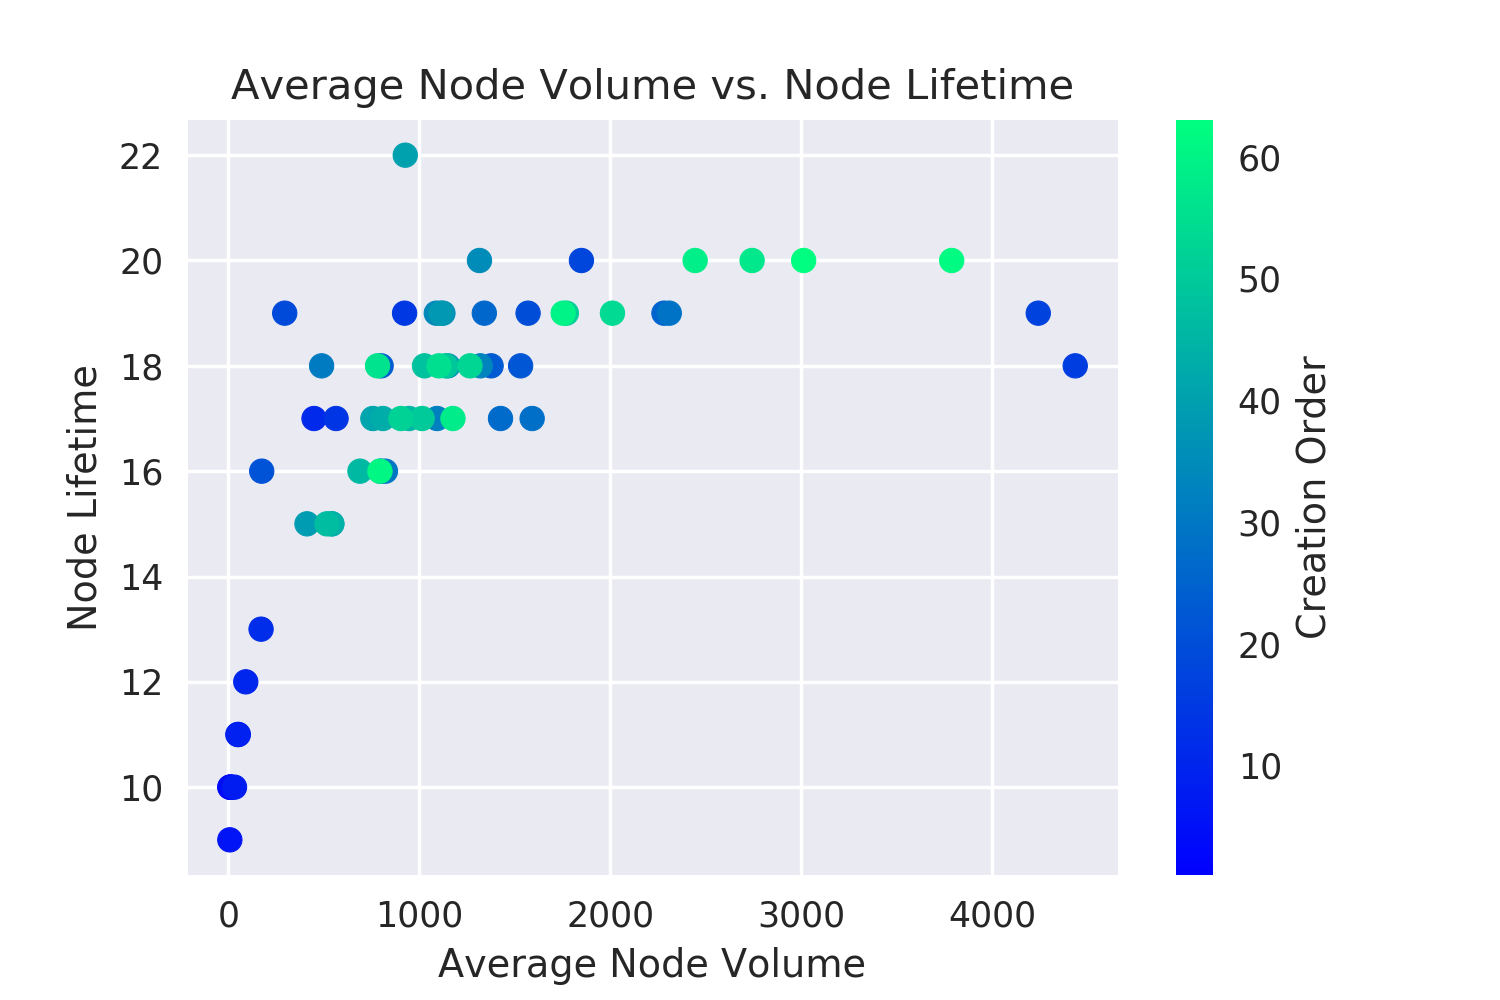 Average Node Volume vs. Node Lifetime
22
20
18
16
14
12
10
Node Lifetime
0 1000 2000 3000 4000
Average Node Volume
60
50
40
30
20
10
Creation Order